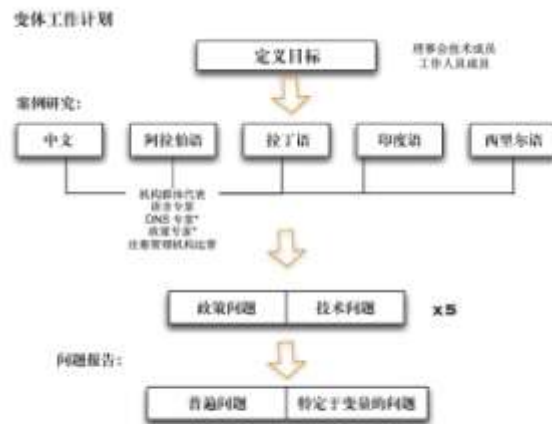 变体工作计划
定义目标
理事会技术成员
工作人员成员
案例研究：
中文
阿拉伯语
拉丁语
印度语
西里尔语
机构群体代表
语言专家
DNS 专家*
政策专家*
注册管理机构运营
政策问题
技术问题
x5
问题报告：
普遍问题
特定于变量的问题